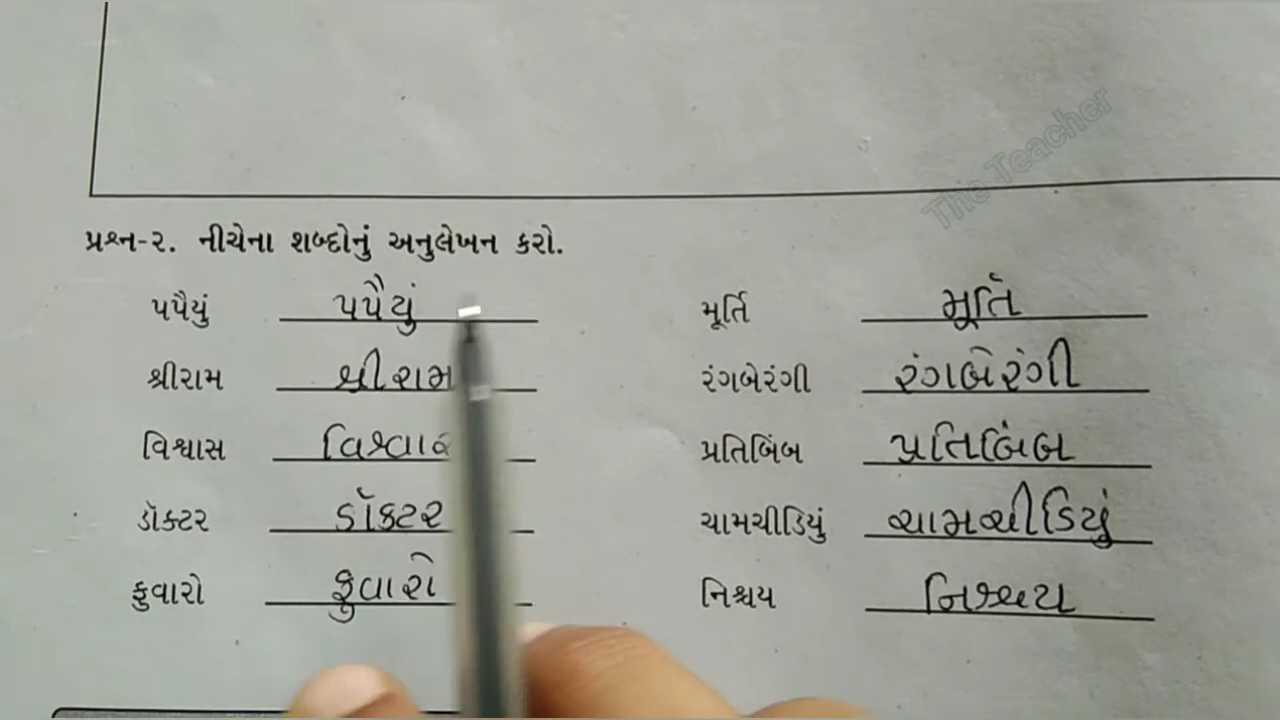 The Teacher
પ્રશ્ન-૨. નીચેના શબ્દોનું અનુલેખન કરો.
પપૈયું પપૈયું મૂર્તિ મૂર્તિ
શ્રીરામ શ્રીરામ રંગબેરંગી રંગબેરંગી
વિશ્વાસ પ્રતિબિંબ પ્રતિબિંબ
ડૉક્ટર ડૉક્ટર ચામચીડિયું ચામચીડિયું
ફુવારો ફુવારો નિશ્ચય નિશ્ચય